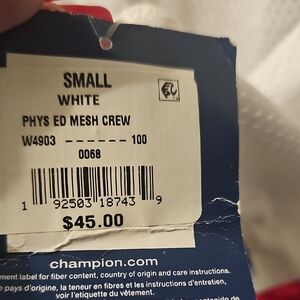 SMALL
WHITE
PHYS ED MESH CREW
W4903 ------ 100
0068
1 92503 18743 9
$45.00
champion.com
ment label for fiber content, country of origin and care instructions.
e pays d'origine, la teneur en fibres et les instructions d'entretien,
voir l'étiquette du vêtement.